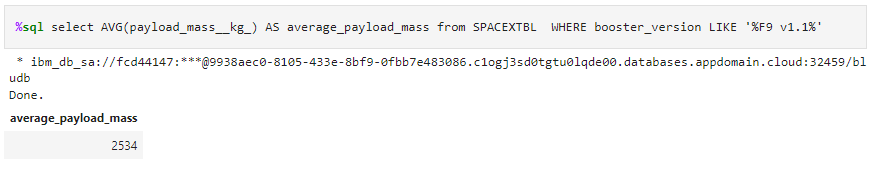 %sql select AVG(payload_mass__kg_) AS average_payload_mass from SPACEXTBL  WHERE booster_version LIKE '%F9 v1.1%'
* ibm_db_sa://fcd44147:***@9938aec0-8105-433e-8bf9-0fbb7e483086.c1ogj3sd0tgtu0lqde00.databases.appdomain.cloud:32459/bl
udb
Done.
average_payload_mass
2534